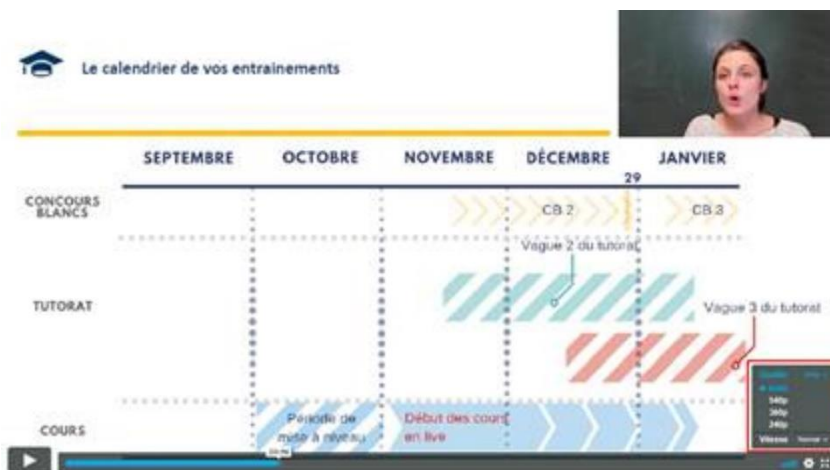 Le calendrier de vos entrainements
SEPTEMBRE OCTOBRE NOVEMBRE DÉCEMBRE JANVIER
29
CONCOURS
BLANCS
CB 2
CB 3
Vague 2 du tutorat
TUTORAT
Vague 3 du tutorat
540p
360p
240p
Vitesse Normal
COURS
Période de
mise à niveau
Début des cours
en live